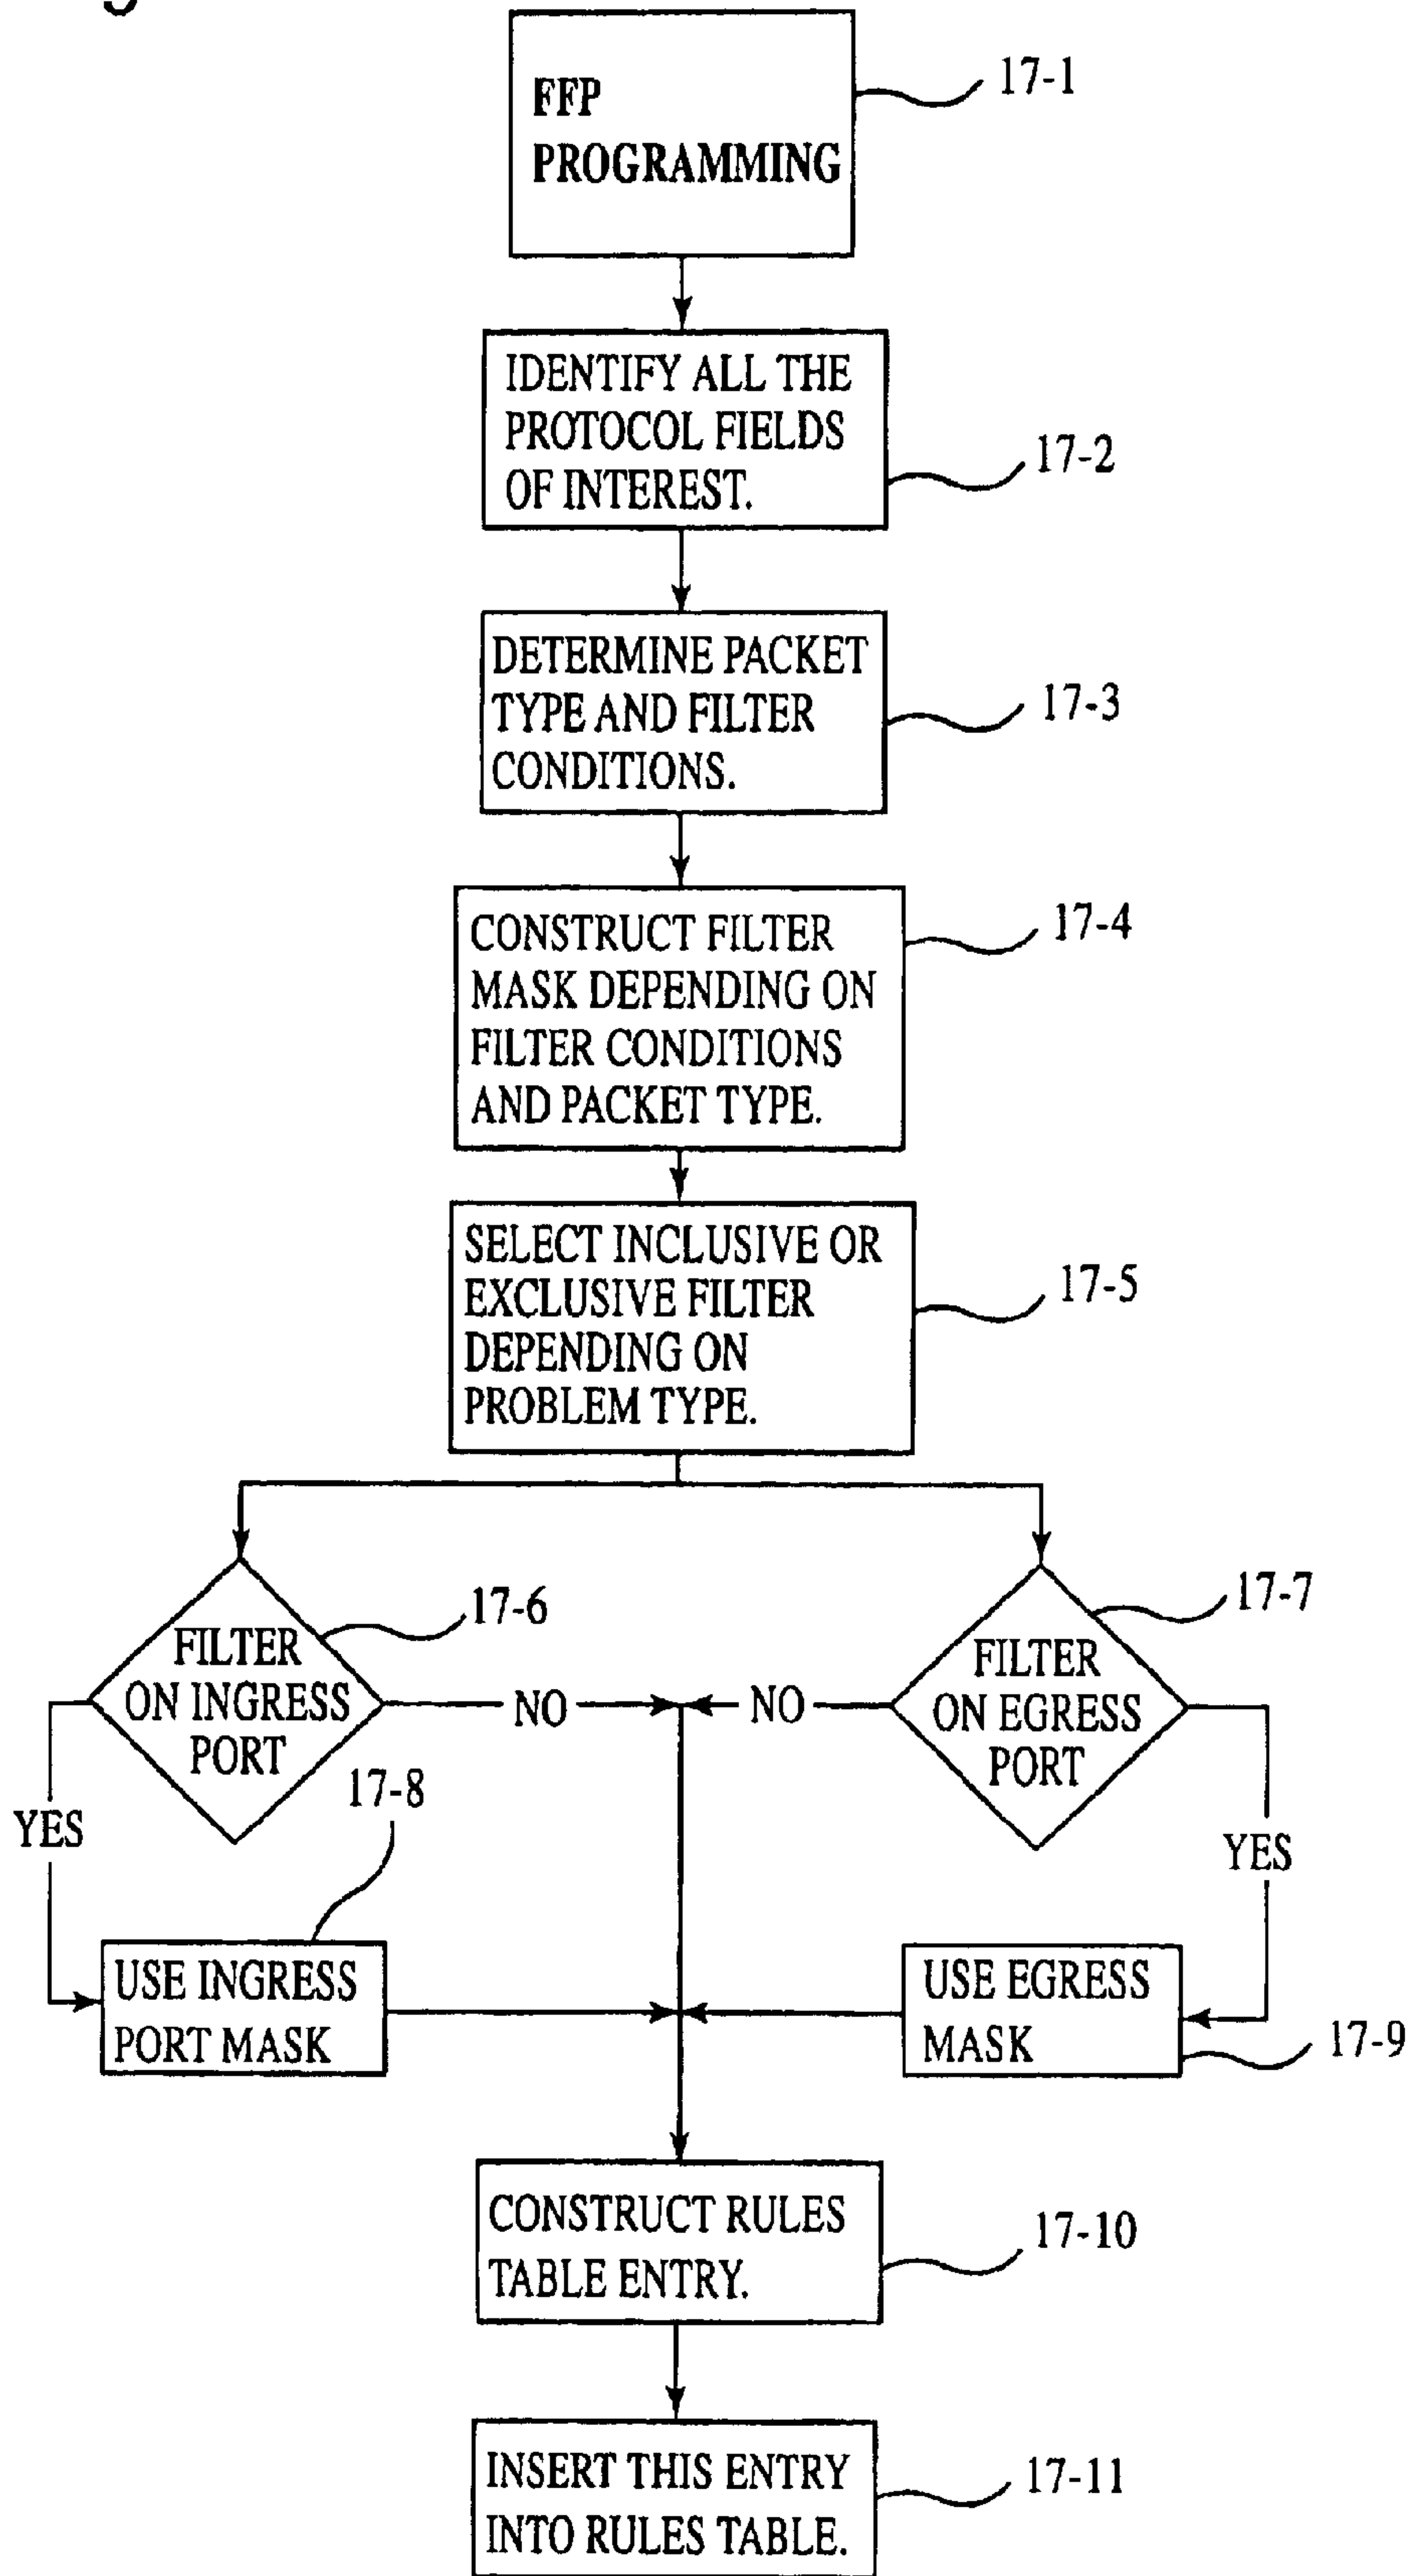 FFP
PROGRAMMING
17-1
IDENTIFY ALL THE
PROTOCOL FIELDS
OF INTEREST.
17-2
DETERMINE PACKET
TYPE AND FILTER
CONDITIONS.
17-3
CONSTRUCT FILTER
MASK DEPENDING ON
FILTER CONDITIONS
AND PACKET TYPE.
17-4
SELECT INCLUSIVE OR
EXCLUSIVE FILTER
DEPENDING ON
PROBLEM TYPE.
17-5
FILTER
ON INGRESS
PORT
17-6
NO
NO
FILTER
ON EGRESS
PORT
17-7
YES
YES
17-8
USE INGRESS
PORT MASK
USE EGRESS
MASK
17-9
CONSTRUCT RULES
TABLE ENTRY.
17-10
INSERT THIS ENTRY
INTO RULES TABLE.
17-11